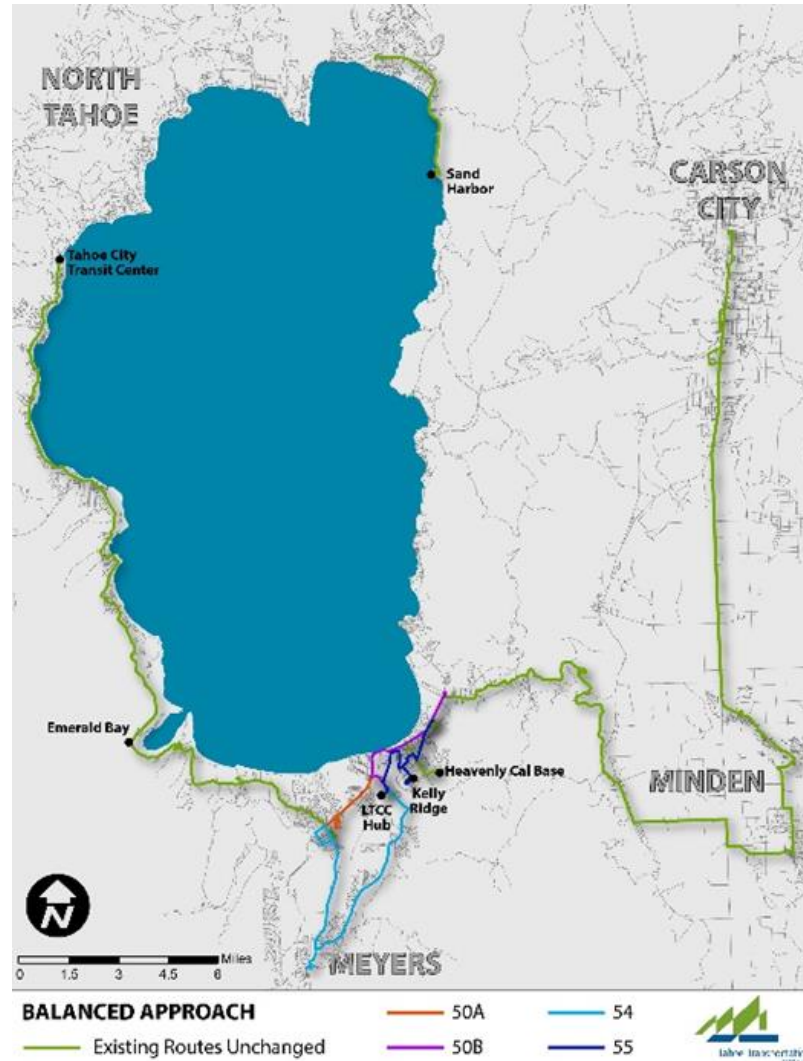 NORTH
TAHOE
Sand
Harbor
CARSON
CITY
Tahoe City
Transit Center
Emerald Bay
Heavenly Cal Base
Kelly
Ridge
LTCC
Hub
MINDEN
N
Miles
0 1.5 3 4.5 6
MEYERS
BALANCED APPROACH
50A
54
Existing Routes Unchanged
50B
55
Tahoe Transportation